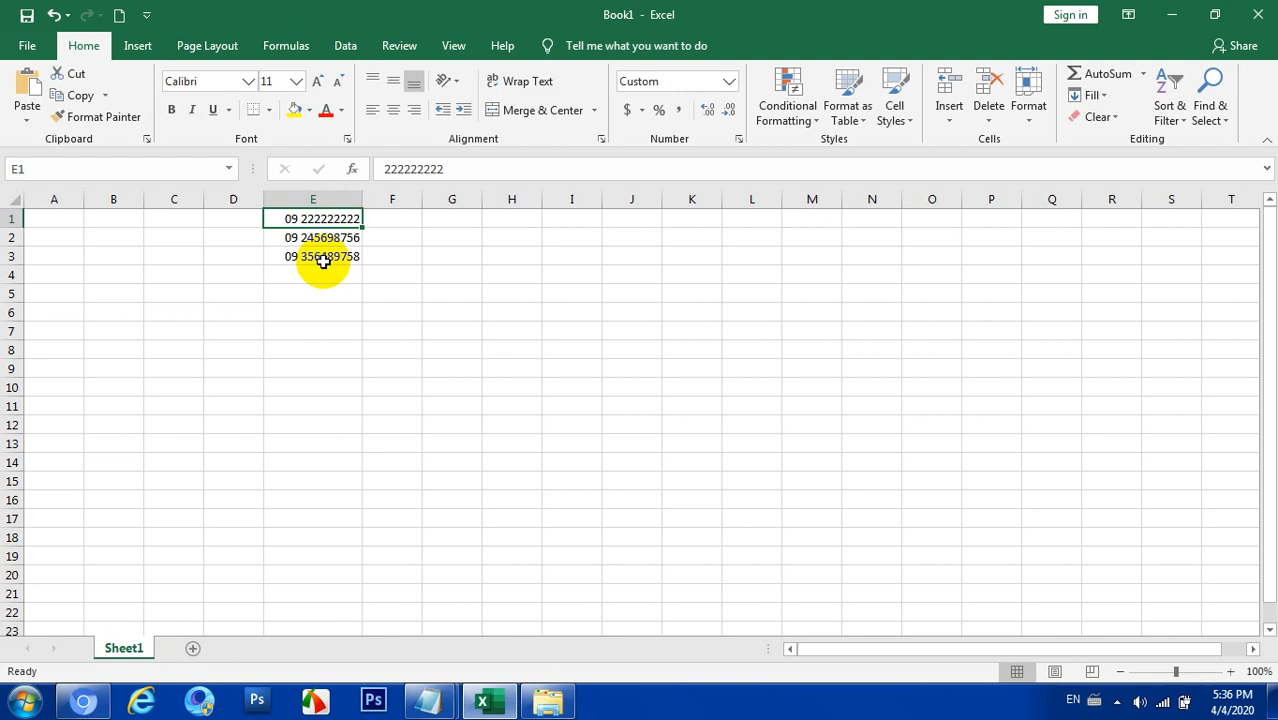 Book1 - Excel
Sign in
File Home Insert Page Layout Formulas Data Review View Help Tell me what you want to do Share
Paste
Cut
Copy
Format Painter
Clipboard
Calibri 11
B I U A
Font
Wrap Text
Merge & Center
Alignment
Custom
$ % ,
Number
Conditional Formatting
Format as Table
Cell Styles
Styles
Insert Delete Format
Cells
AutoSum
Fill
Clear
Sort & Filter
Find & Select
Editing
E1 fx 222222222
A B C D E F G H I J K L M N O P Q R S T
1 09 222222222
2 09 245698756
3 09 356489758
4
5
6
7
8
9
10
11
12
13
14
15
16
17
18
19
20
21
22
23
Sheet1
Ready 100%
Ps Ps EN 5:36 PM
4/4/2020